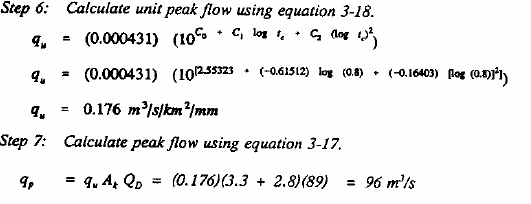 Step 6: Calculate unit peak flow using equation 3-18.
q_u = (0.000431) (10^{C_0 + C_1 log t_c + C_2 (log t_c)^2})
q_u = (0.000431) (10^{[2.55323 + (-0.61512) log (0.8) + (-0.16403) [log (0.8)]^2]})
q_u = 0.176 m^3/s/km^2/mm
Step 7: Calculate peak flow using equation 3-17.
q_p = q_u A_k Q_D = (0.176)(3.3 + 2.8)(89) = 96 m^3/s